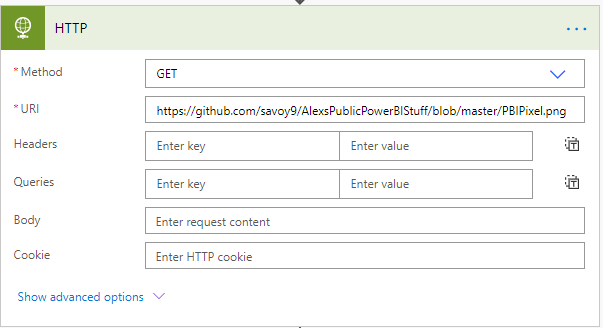 HTTP
* Method
GET
* URI
https://github.com/savoy9/AlexsPublicPowerBIStuff/blob/master/PBIPixel.png
Headers
Enter key
Enter value
Queries
Enter key
Enter value
Body
Enter request content
Cookie
Enter HTTP cookie
Show advanced options